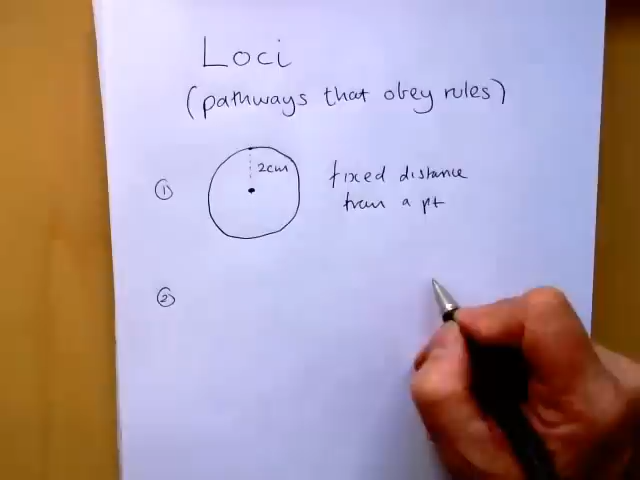 Loci
(pathways that obey rules)
① 2cm fixed distance
from a pt
②